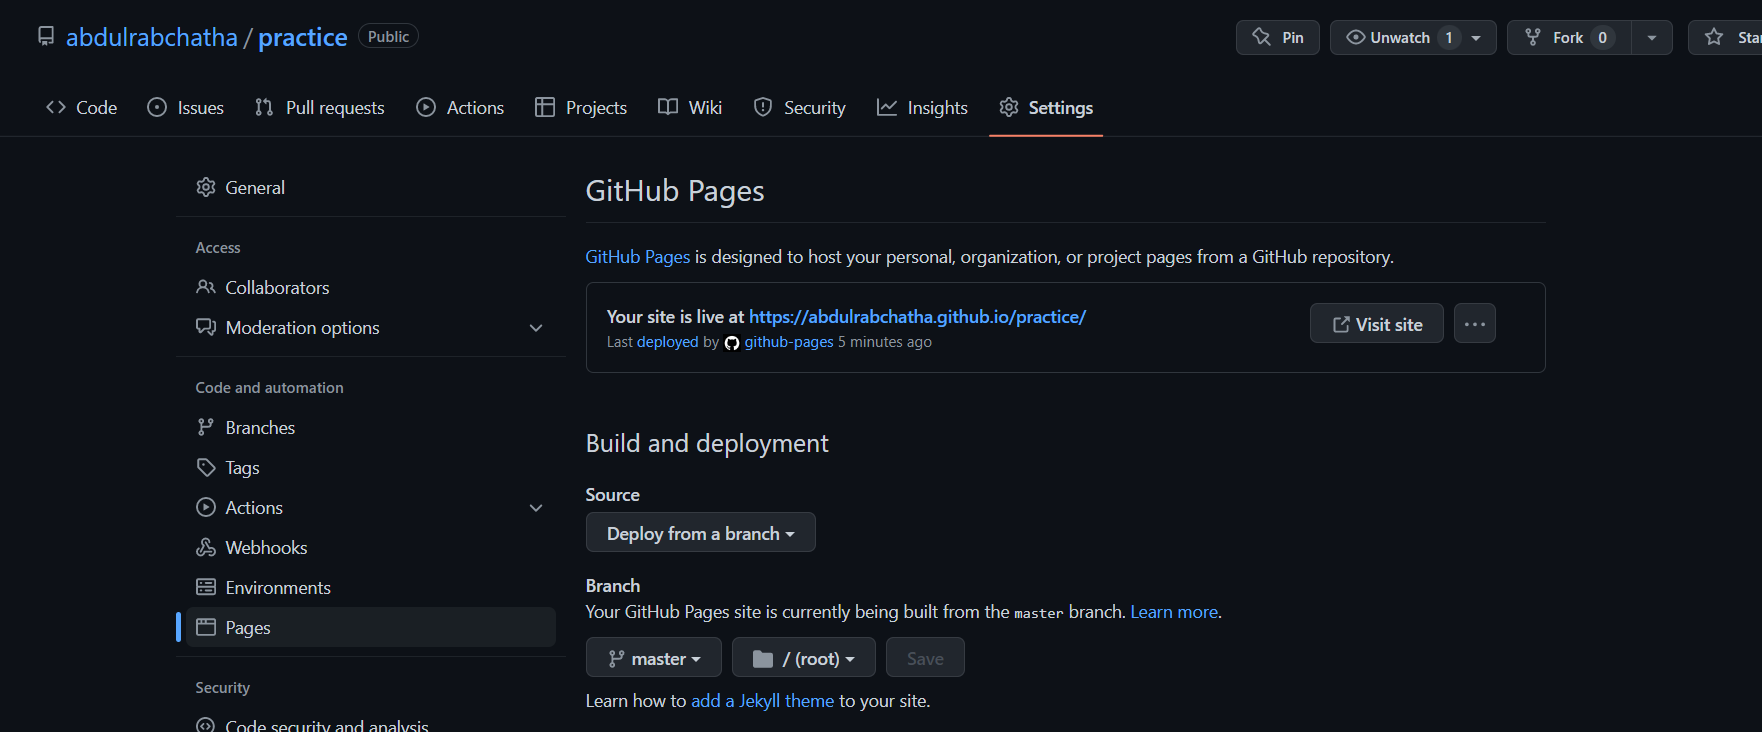 abdulrabchatha / practice Public
Pin Unwatch 1 Fork 0
Code Issues Pull requests Actions Projects Wiki Security Insights Settings
General
Access
Collaborators
Moderation options
Code and automation
Branches
Tags
Actions
Webhooks
Environments
Pages
Security
Code security and analysis
GitHub Pages
GitHub Pages is designed to host your personal, organization, or project pages from a GitHub repository.
Your site is live at https://abdulrabchatha.github.io/practice/
Last deployed by github-pages 5 minutes ago
Visit site
Build and deployment
Source
Deploy from a branch
Branch
Your GitHub Pages site is currently being built from the master branch. Learn more.
master / (root) Save
Learn how to add a Jekyll theme to your site.